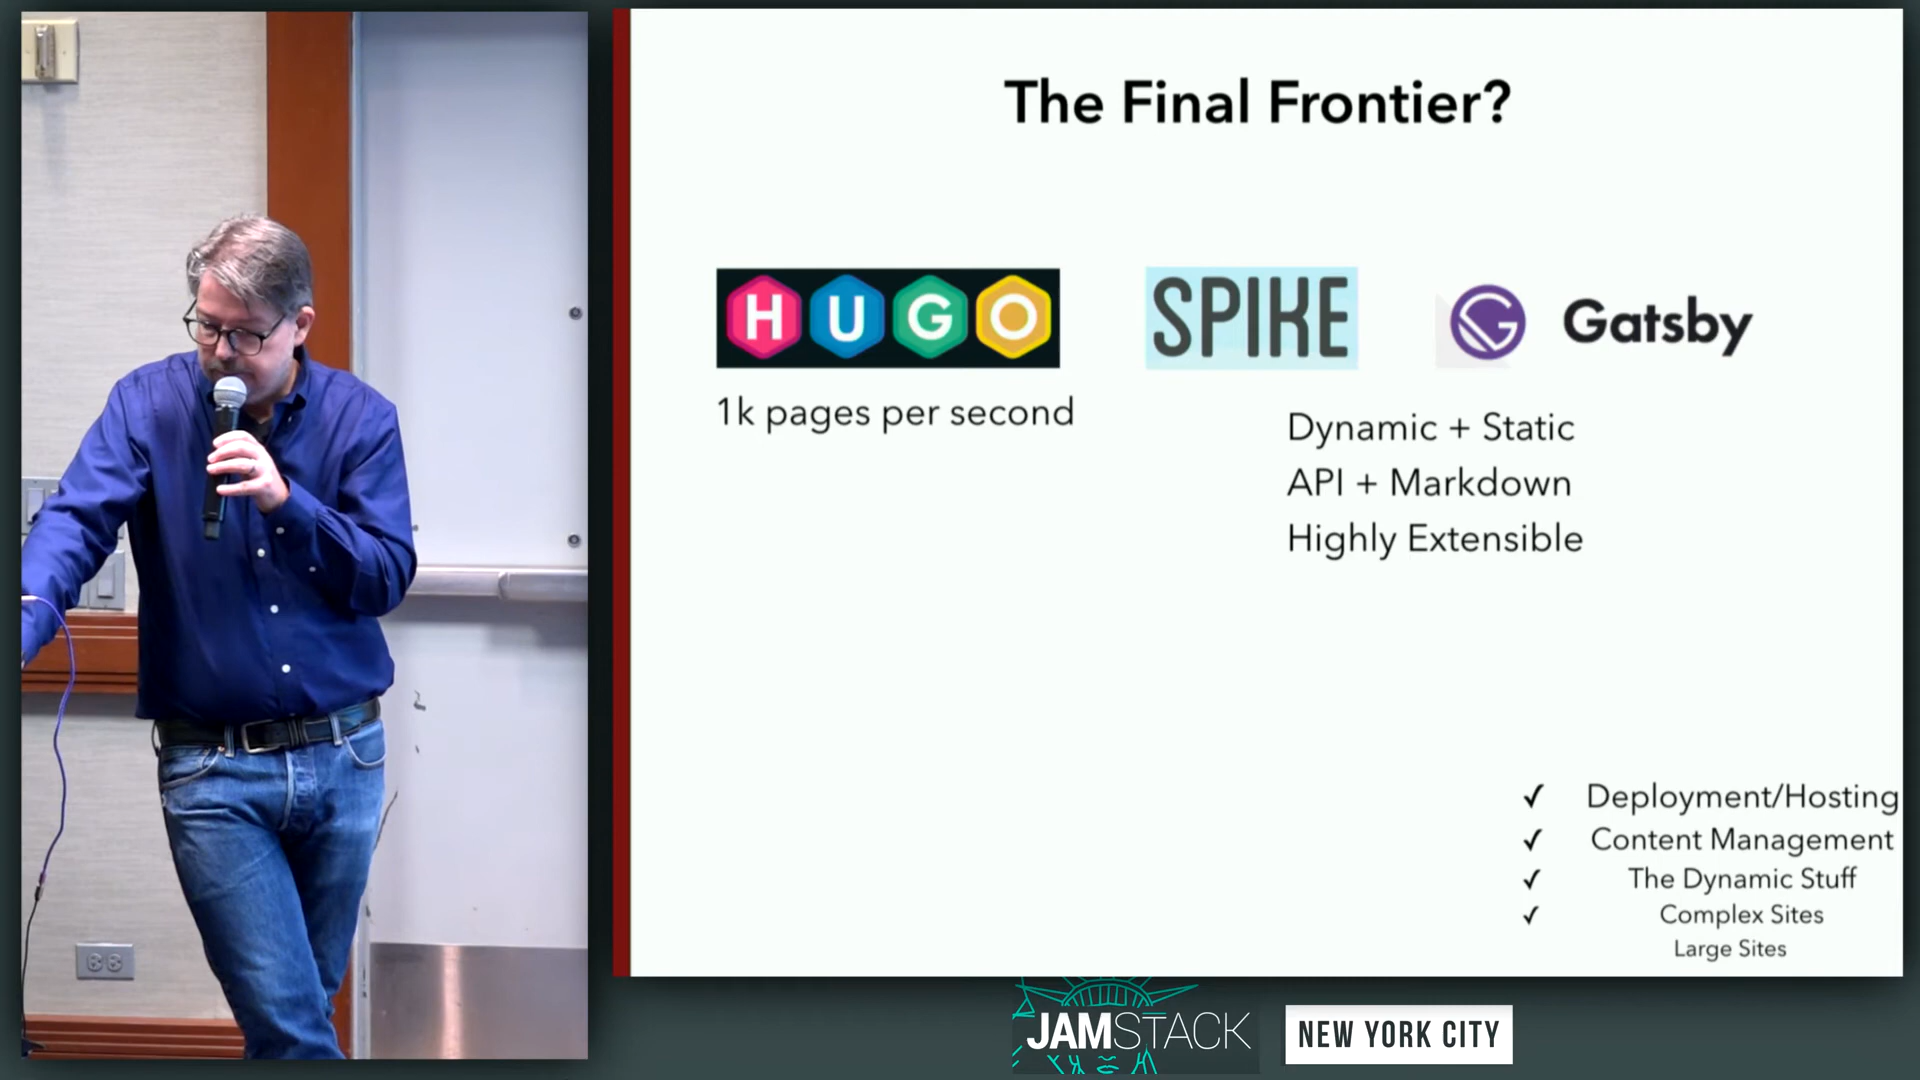 The Final Frontier?
HUGO
SPIKE
Gatsby
1k pages per second
Dynamic + Static
API + Markdown
Highly Extensible
✓ Deployment/Hosting
✓ Content Management
✓ The Dynamic Stuff
✓ Complex Sites
Large Sites
JAMSTACK
NEW YORK CITY